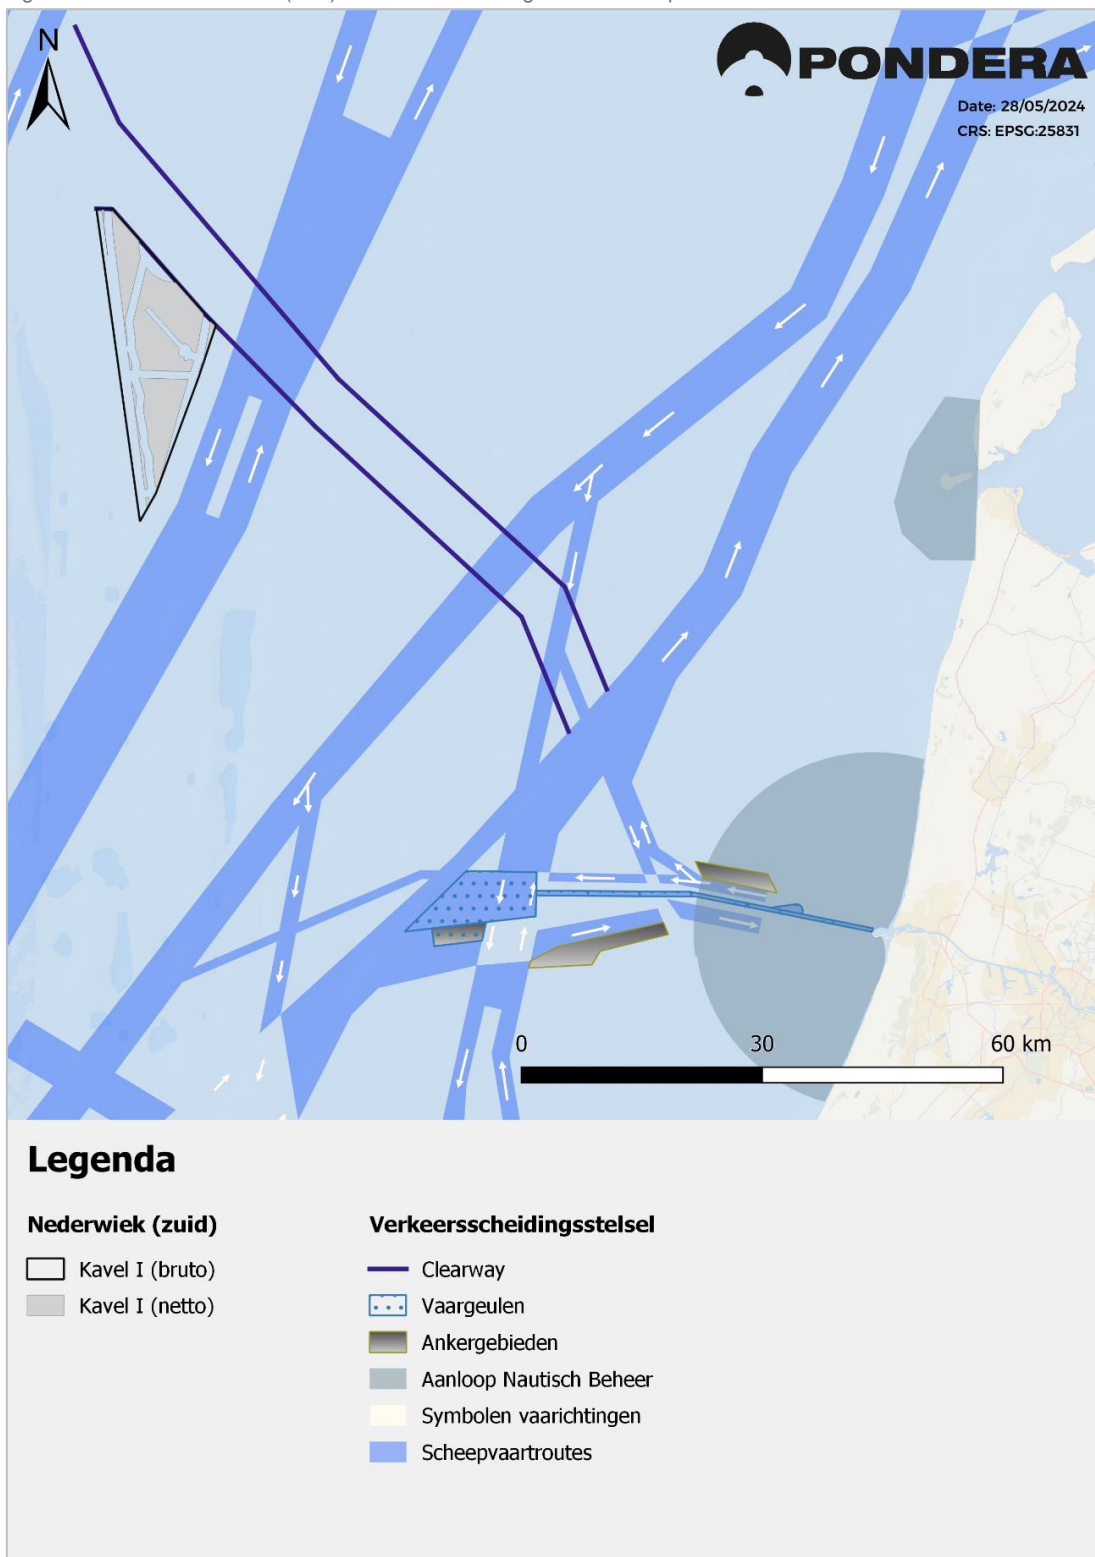 N
PONDERA
Date: 28/05/2024
CRS: EPSG:25831
0 30 60 km
Legenda
Nederwiek (zuid)
Kavel I (bruto)
Kavel I (netto)
Verkeersscheidingsstelsel
Clearway
Vaargeulen
Ankergebieden
Aanloop Nautisch Beheer
Symbolen vaarichtingen
Scheepvaartroutes